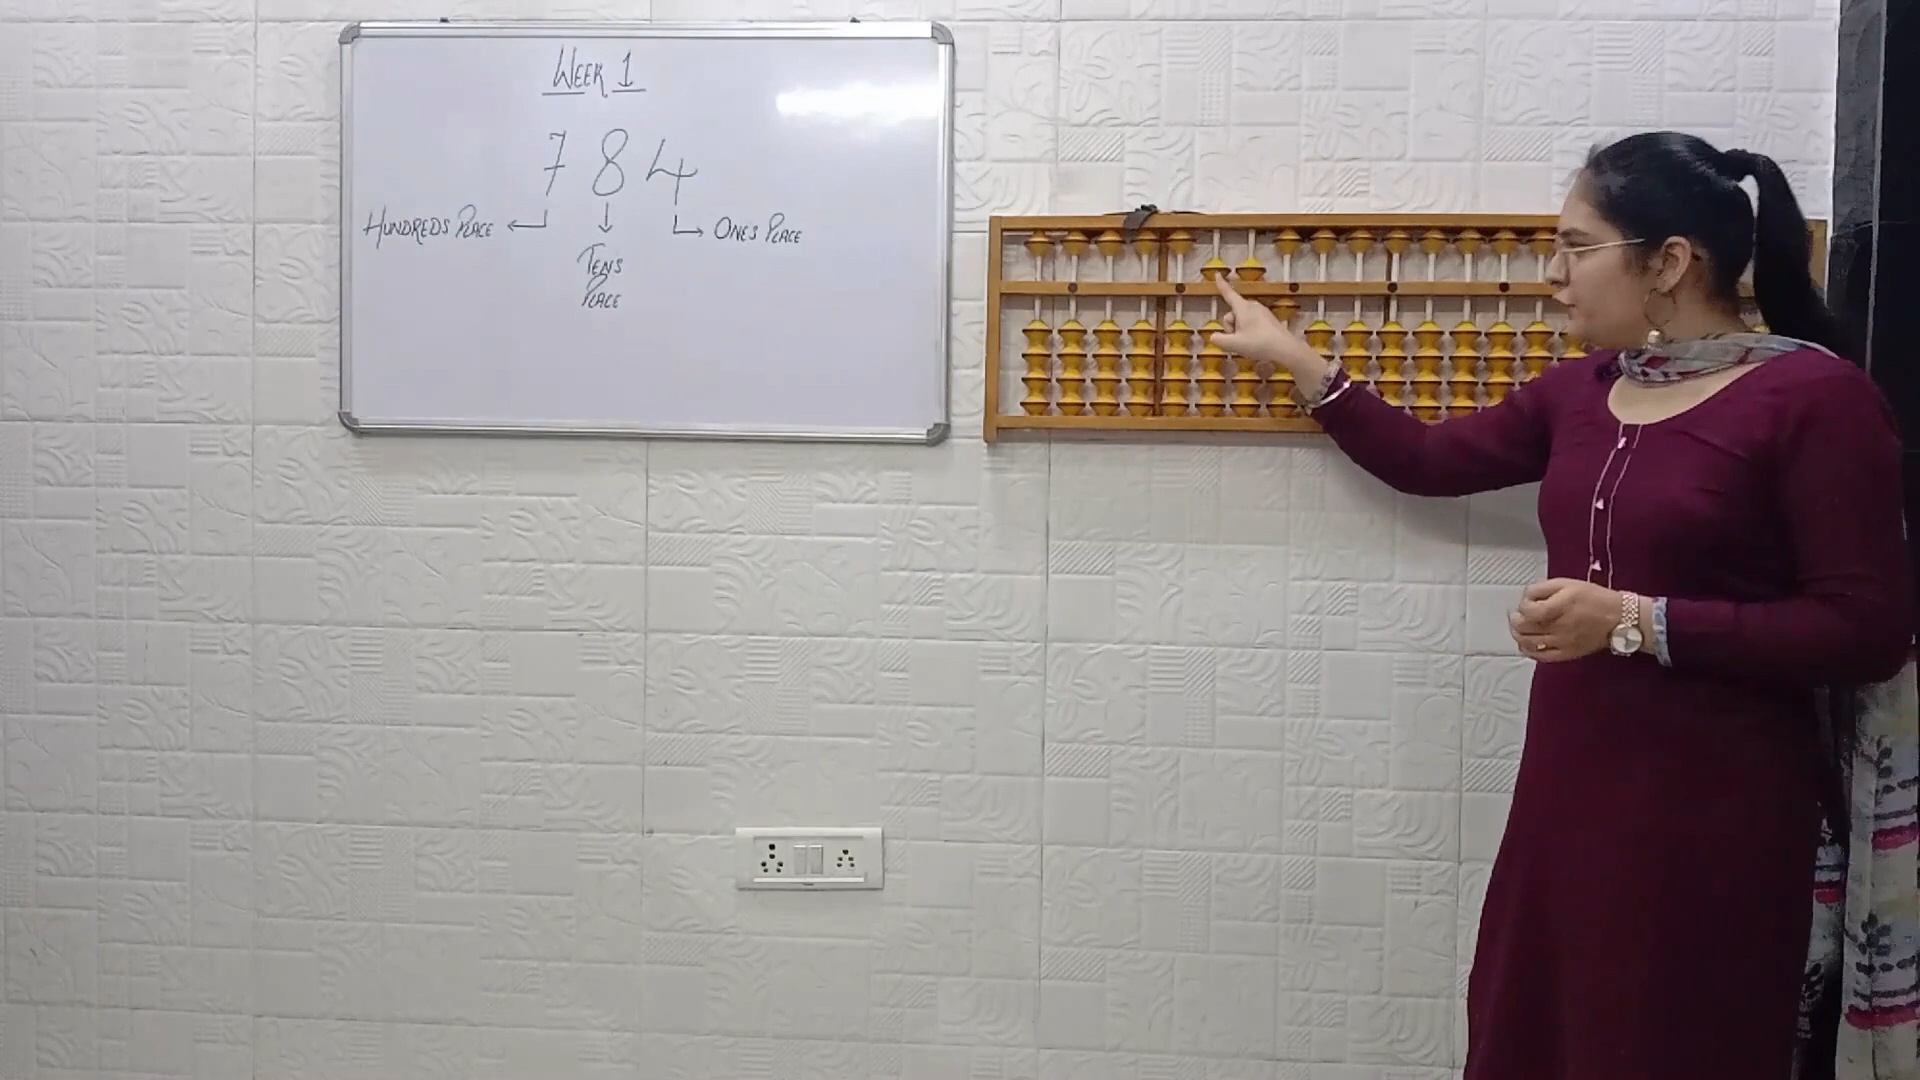 WEEK 1
7 8 4
HUNDREDS PLACE
ONES PLACE
TENS
PLACE